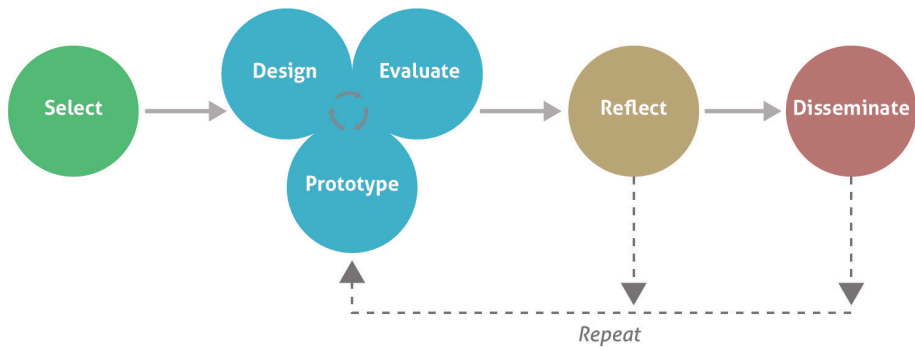 Select
Design
Evaluate
Prototype
Reflect
Disseminate
Repeat